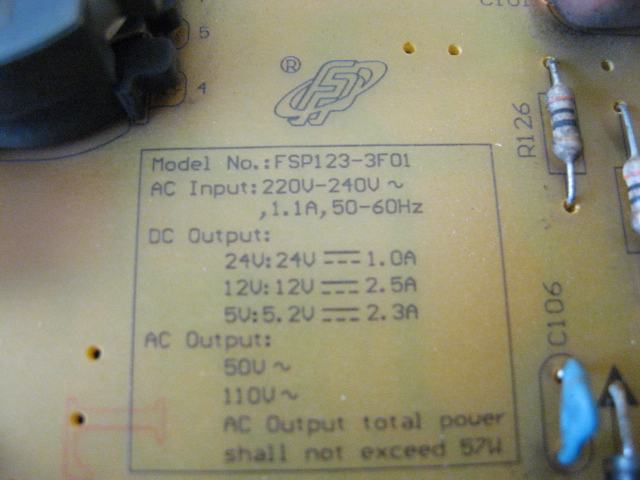 5
4
®
FSP
R126
Model No.:FSP123-3F01
AC Input:220V-240V ~
,1.1A,50-60Hz
DC Output:
24V:24V ⎓ 1.0A
12V:12V ⎓ 2.5A
5V:5.2V ⎓ 2.3A
AC Output:
50V ~
110V ~
AC Output total power
shall not exceed 57W
C106